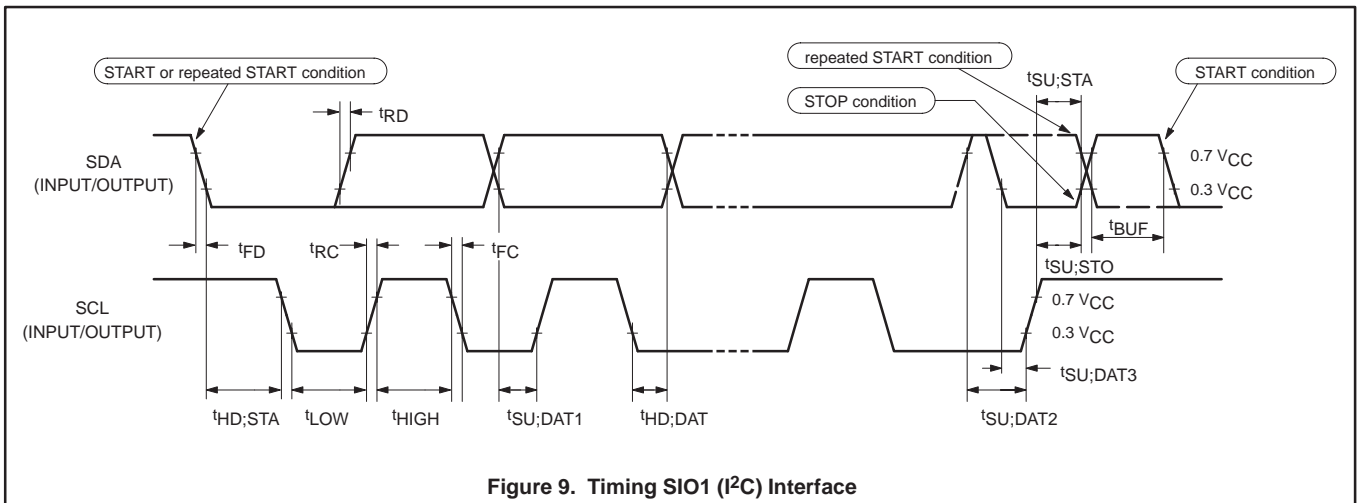 START or repeated START condition
repeated START condition
tSU;STA
START condition
STOP condition
tRD
SDA
(INPUT/OUTPUT)
0.7 VCC
0.3 VCC
tFD
tRC
tFC
tBUF
tSU;STO
SCL
(INPUT/OUTPUT)
0.7 VCC
0.3 VCC
tSU;DAT3
tHD;STA
tLOW
tHIGH
tSU;DAT1
tHD;DAT
tSU;DAT2
Figure 9. Timing SIO1 (I²C) Interface